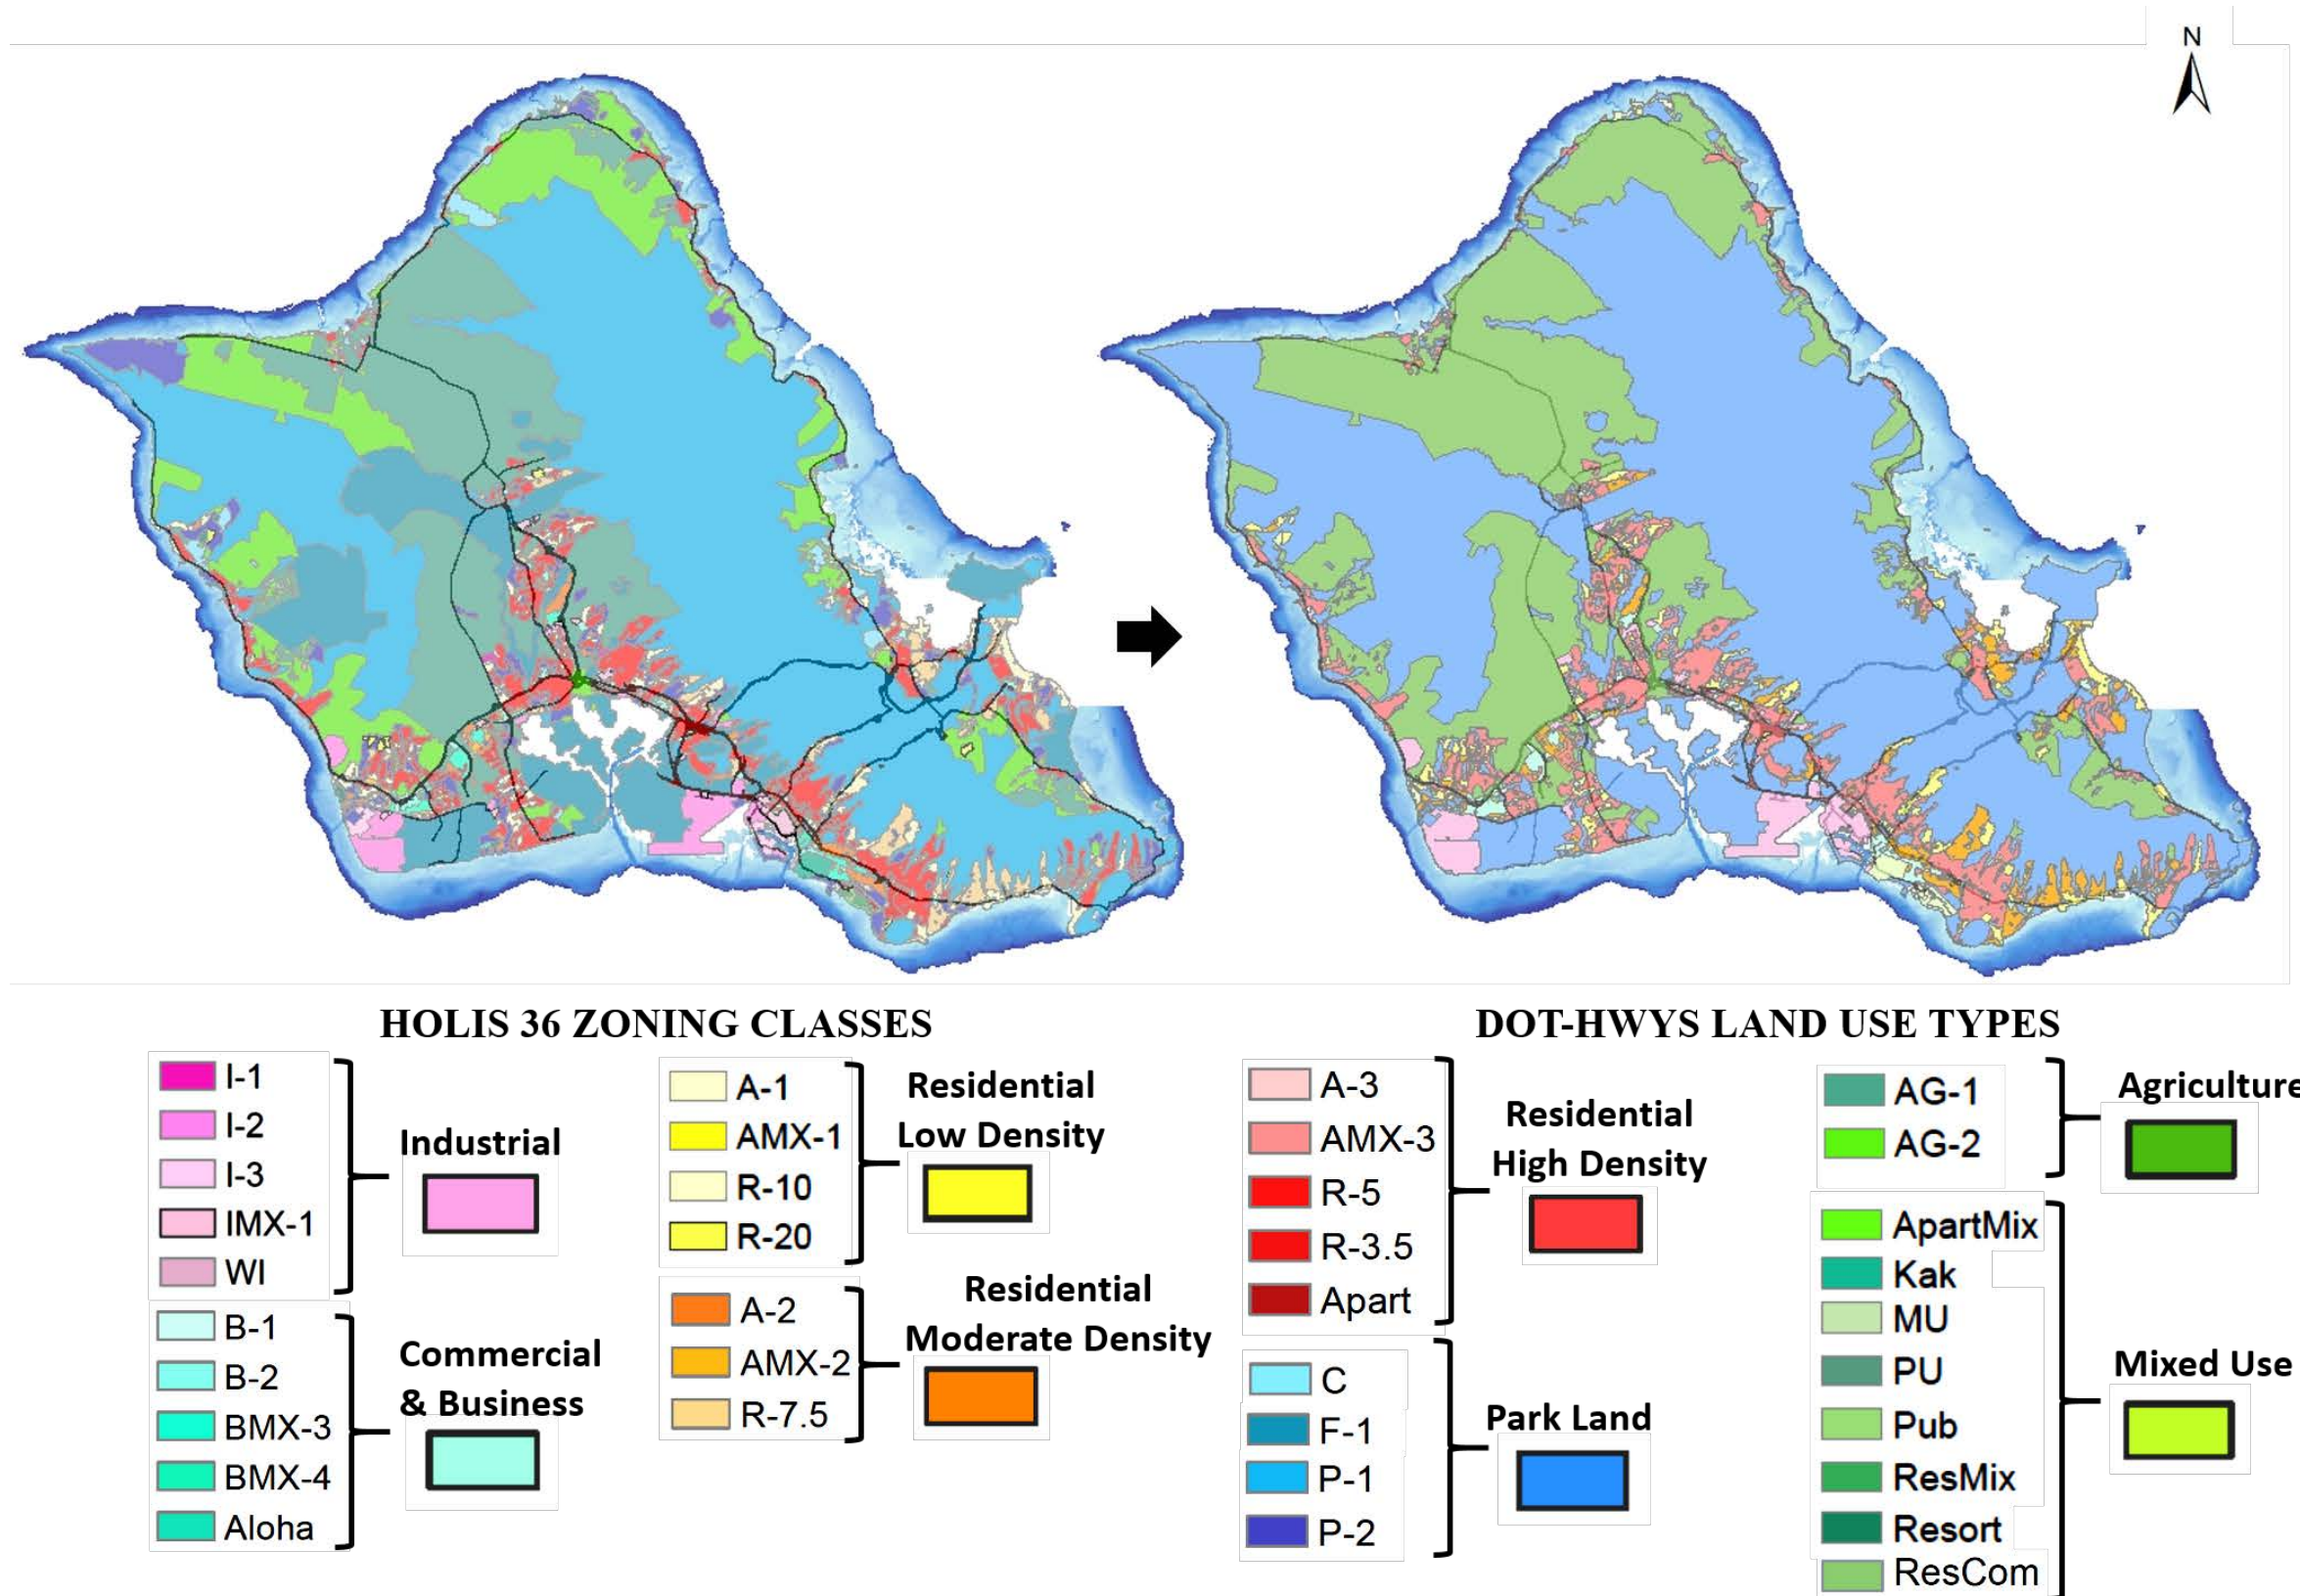 N
HOLIS 36 ZONING CLASSES
I-1
I-2
I-3
IMX-1
WI
Industrial
B-1
B-2
BMX-3
BMX-4
Aloha
Commercial
& Business
A-1
AMX-1
R-10
R-20
Residential
Low Density
A-2
AMX-2
R-7.5
Residential
Moderate Density
DOT-HWYS LAND USE TYPES
A-3
AMX-3
R-5
R-3.5
Apart
Residential
High Density
C
F-1
P-1
P-2
Park Land
AG-1
AG-2
Agriculture
ApartMix
Kak
MU
PU
Pub
ResMix
Resort
ResCom
Mixed Use